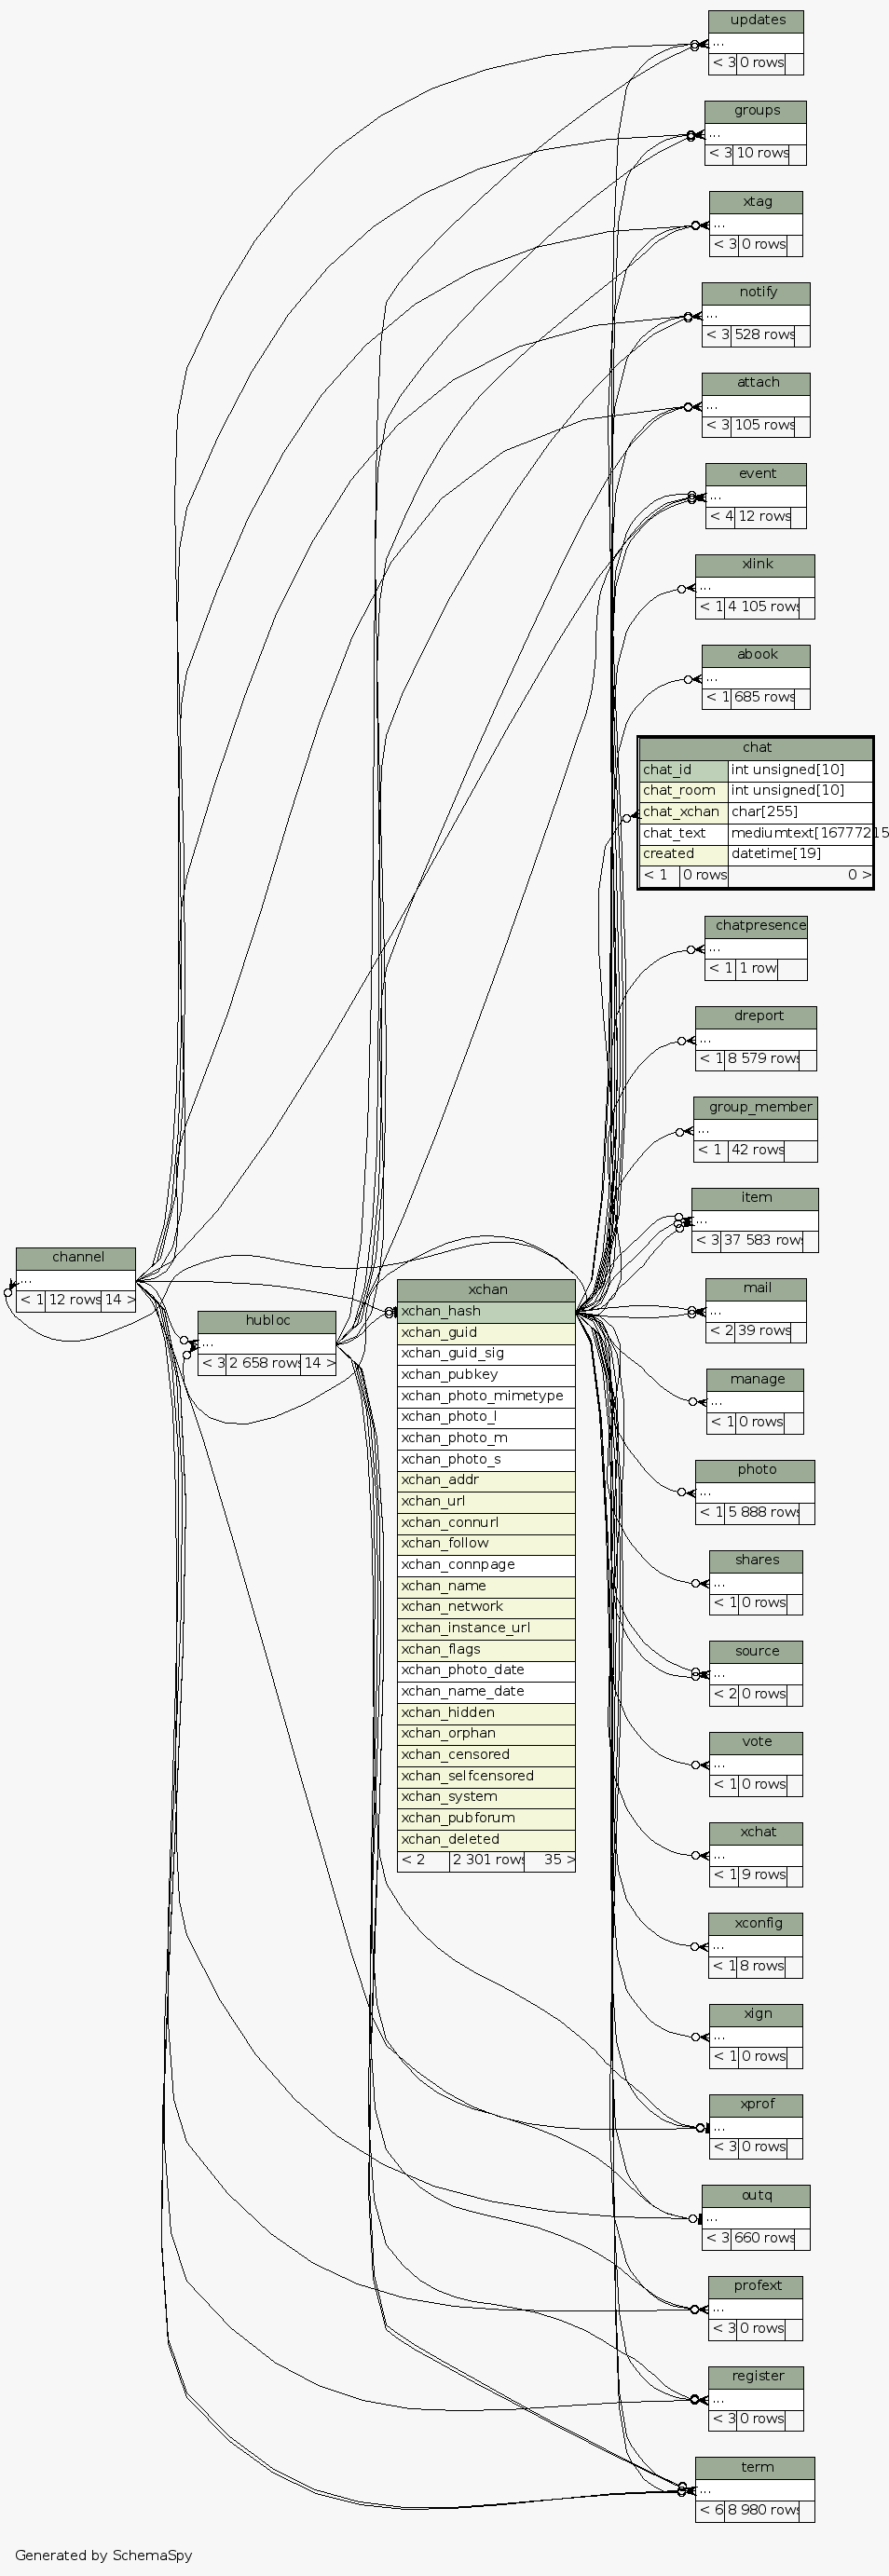 updates
...
< 3 0 rows
groups
...
< 3 10 rows
xtag
...
< 3 0 rows
notify
...
< 3 528 rows
attach
...
< 3 105 rows
event
...
< 4 12 rows
xlink
...
< 1 4 105 rows
abook
...
< 1 685 rows
chat
chat_id int unsigned[10]
chat_room int unsigned[10]
chat_xchan char[255]
chat_text mediumtext[16777215
created datetime[19]
< 1 0 rows 0 >
chatpresence
...
< 1 1 row
dreport
...
< 1 8 579 rows
group_member
...
< 1 42 rows
item
...
< 3 37 583 rows
channel
...
< 1 12 rows 14 >
hubloc
...
< 3 2 658 rows 14 >
xchan
xchan_hash
xchan_guid
xchan_guid_sig
xchan_pubkey
xchan_photo_mimetype
xchan_photo_l
xchan_photo_m
xchan_photo_s
xchan_addr
xchan_url
xchan_connurl
xchan_follow
xchan_connpage
xchan_name
xchan_network
xchan_instance_url
xchan_flags
xchan_photo_date
xchan_name_date
xchan_hidden
xchan_orphan
xchan_censored
xchan_selfcensored
xchan_system
xchan_pubforum
xchan_deleted
< 2 2 301 rows 35 >
mail
...
< 2 39 rows
manage
...
< 1 0 rows
photo
...
< 1 5 888 rows
shares
...
< 1 0 rows
source
...
< 2 0 rows
vote
...
< 1 0 rows
xchat
...
< 1 9 rows
xconfig
...
< 1 8 rows
xign
...
< 1 0 rows
xprof
...
< 3 0 rows
outq
...
< 3 660 rows
profext
...
< 3 0 rows
register
...
< 3 0 rows
term
...
< 6 8 980 rows
Generated by SchemaSpy